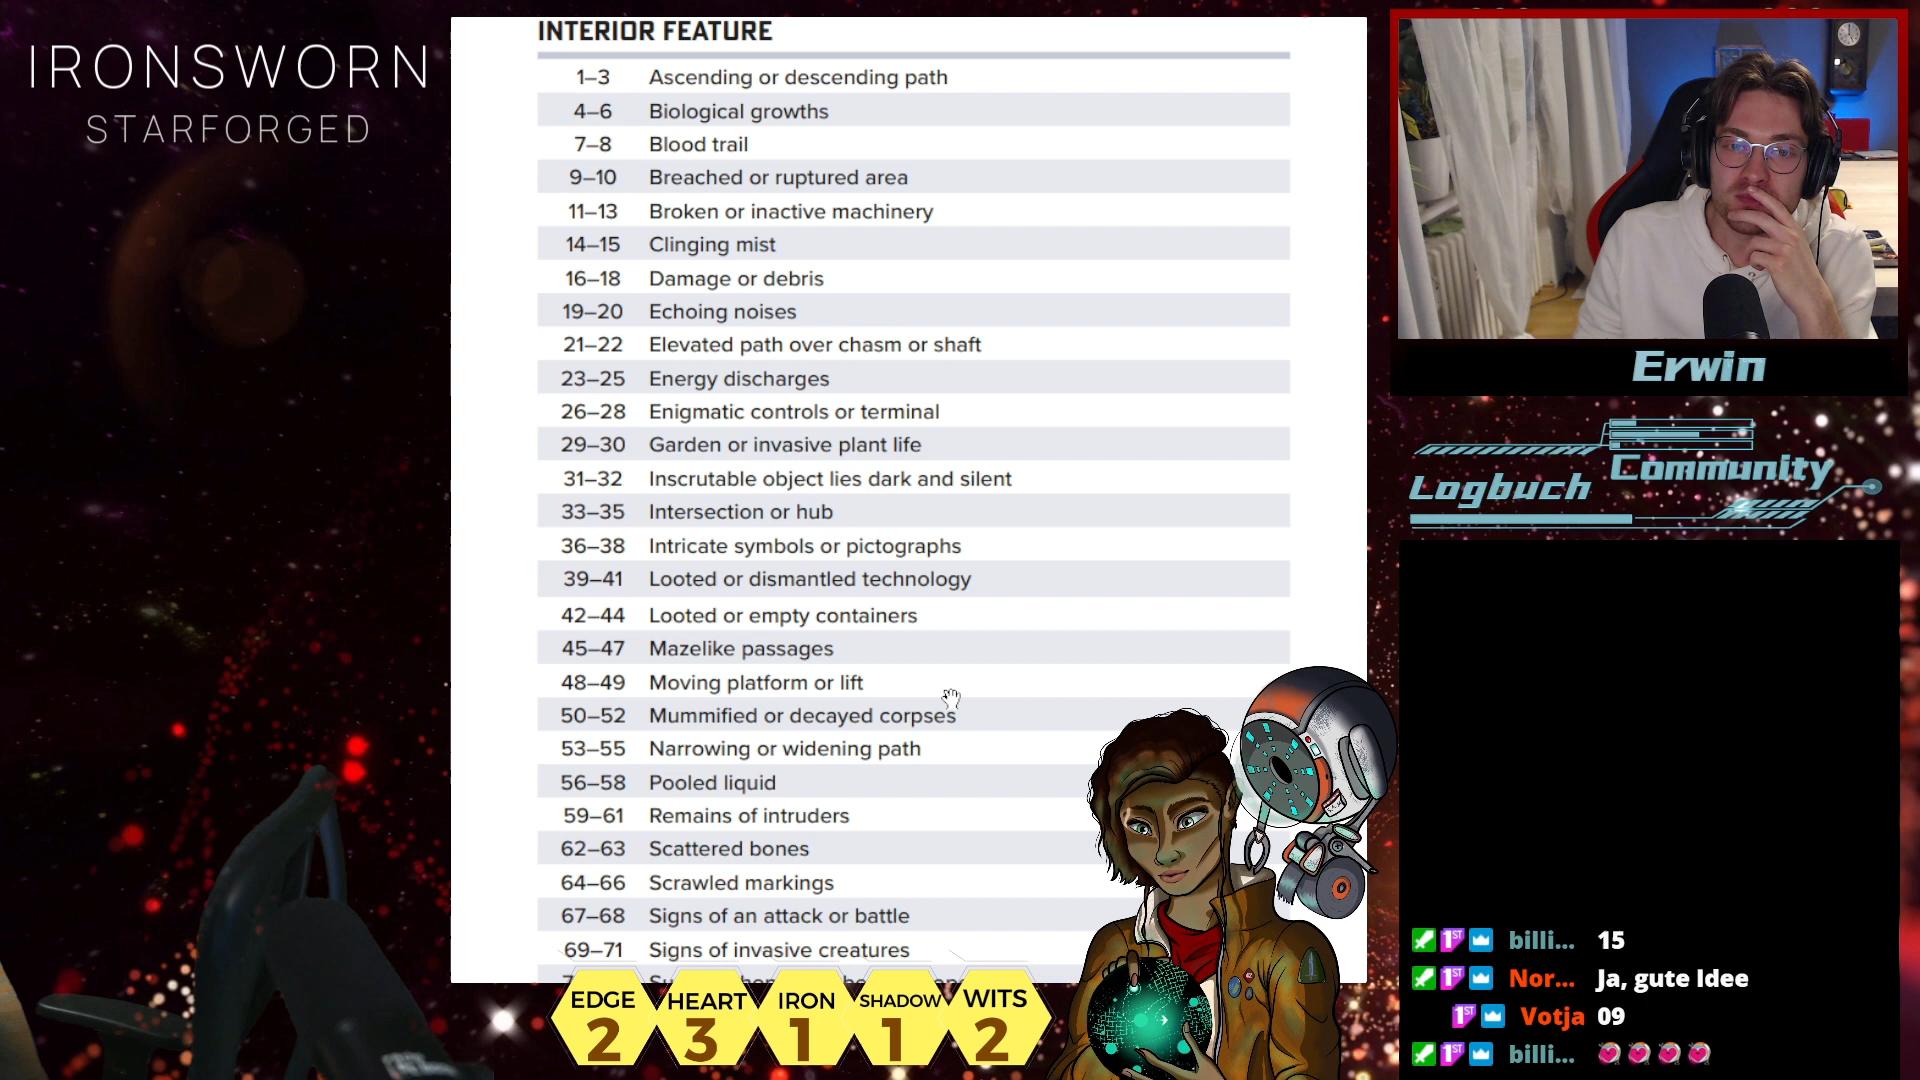 IRONSWORN
STARFORGED
INTERIOR FEATURE
1–3 Ascending or descending path
4–6 Biological growths
7–8 Blood trail
9–10 Breached or ruptured area
11–13 Broken or inactive machinery
14–15 Clinging mist
16–18 Damage or debris
19–20 Echoing noises
21–22 Elevated path over chasm or shaft
23–25 Energy discharges
26–28 Enigmatic controls or terminal
29–30 Garden or invasive plant life
31–32 Inscrutable object lies dark and silent
33–35 Intersection or hub
36–38 Intricate symbols or pictographs
39–41 Looted or dismantled technology
42–44 Looted or empty containers
45–47 Mazelike passages
48–49 Moving platform or lift
50–52 Mummified or decayed corpses
53–55 Narrowing or widening path
56–58 Pooled liquid
59–61 Remains of intruders
62–63 Scattered bones
64–66 Scrawled markings
67–68 Signs of an attack or battle
69–71 Signs of invasive creatures
EDGE 2
HEART 3
IRON 1
SHADOW 1
WITS 2
Erwin
Logbuch
Community
1ST billi... 15
1ST Nor... Ja, gute Idee
1ST Votja 09
1ST billi...